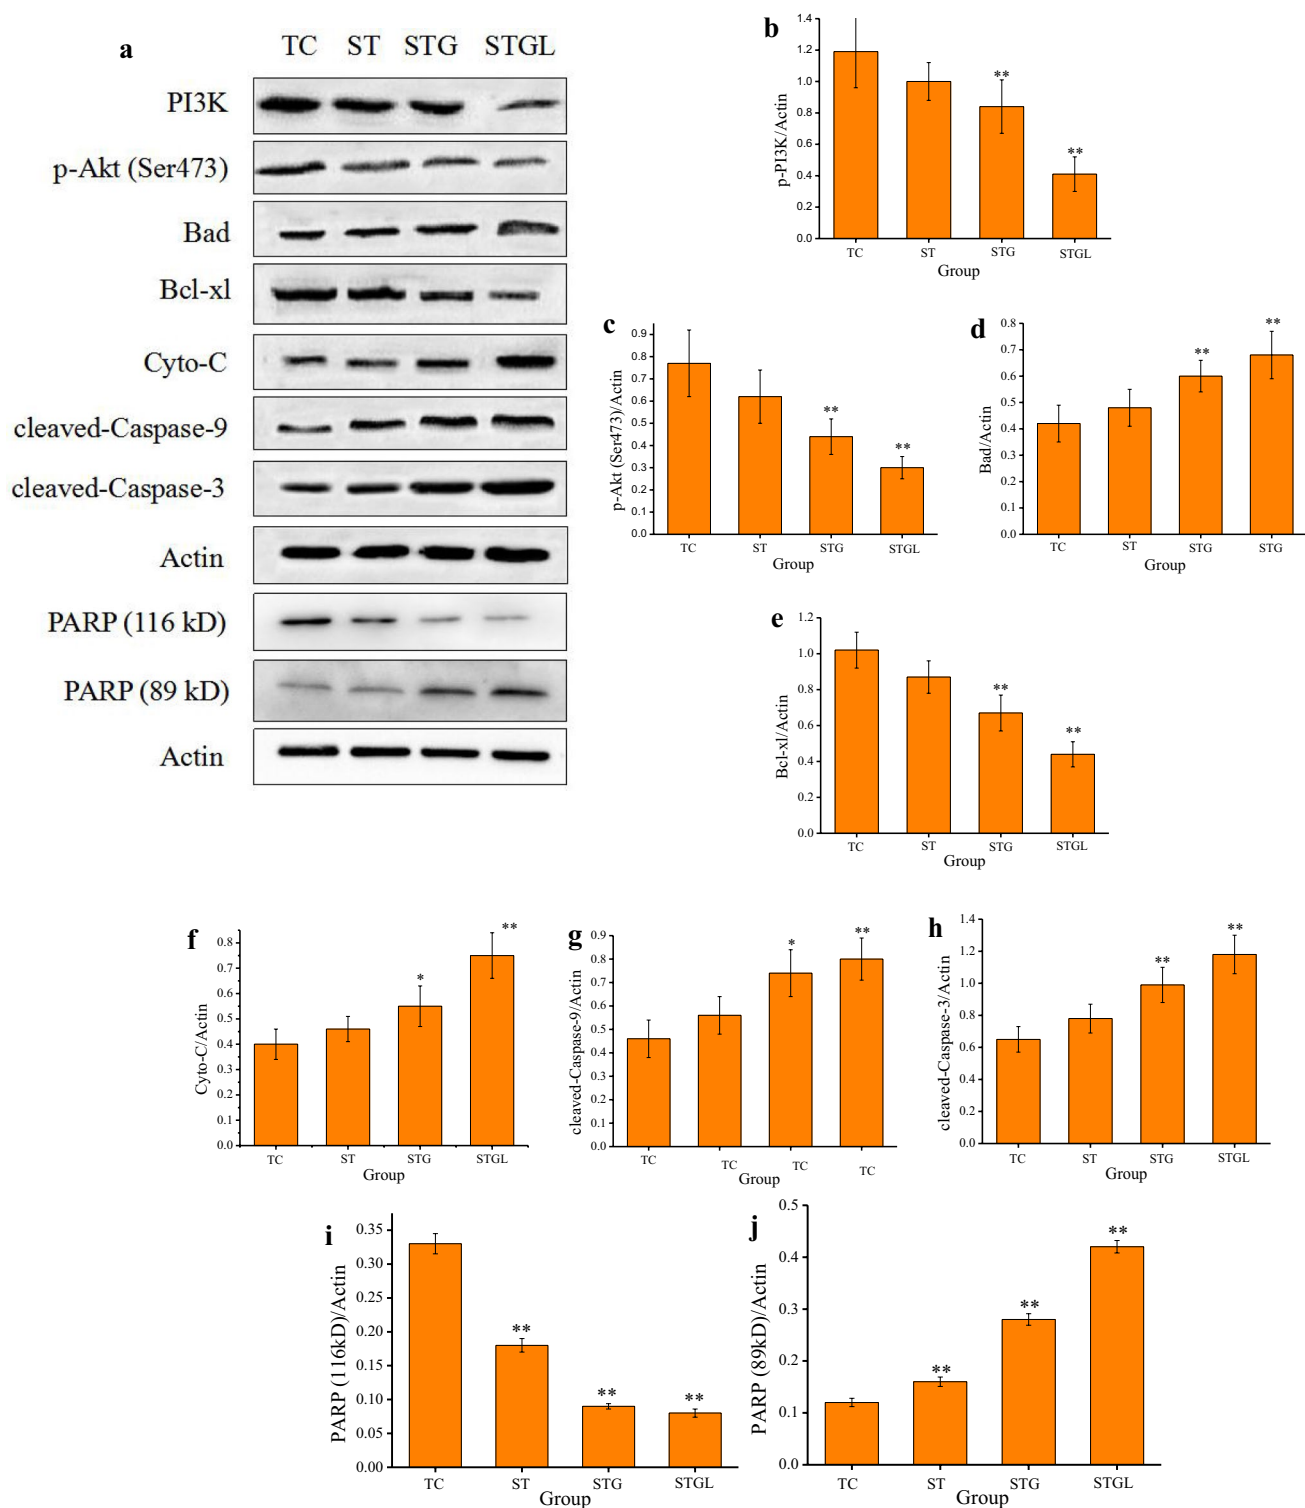 a
TC ST STG STGL
PI3K
p-Akt (Ser473)
Bad
Bcl-xl
Cyto-C
cleaved-Caspase-9
cleaved-Caspase-3
Actin
PARP (116 kD)
PARP (89 kD)
Actin
b
p-PI3K/Actin
1.4
1.2
1.0
0.8
0.6
0.4
0.2
0.0
**
**
TC ST STG STGL
Group
c
p-Akt (Ser473)/Actin
0.9
0.8
0.7
0.6
0.5
0.4
0.3
0.2
0.1
0.0
**
**
TC ST STG STGL
Group
d
Bad/Actin
0.8
0.7
0.6
0.5
0.4
0.3
0.2
0.1
0.0
**
**
TC ST STG STG
Group
e
Bcl-xl/Actin
1.2
1.0
0.8
0.6
0.4
0.2
0.0
**
**
TC ST STG STGL
Group
f
Cyto-C/Actin
0.8
0.7
0.6
0.5
0.4
0.3
0.2
0.1
0.0
*
**
TC ST STG STGL
Group
g
cleaved-Caspase-9/Actin
0.9
0.8
0.7
0.6
0.5
0.4
0.3
0.2
0.1
0.0
*
**
TC TC TC TC
Group
h
cleaved-Caspase-3/Actin
1.4
1.2
1.0
0.8
0.6
0.4
0.2
0.0
**
**
TC ST STG STGL
Group
i
PARP (116kD)/Actin
0.35
0.30
0.25
0.20
0.15
0.10
0.05
0.00
**
**
**
TC ST STG STGL
Group
j
PARP (89kD)/Actin
0.5
0.4
0.3
0.2
0.1
0.0
**
**
**
TC ST STG STGL
Group